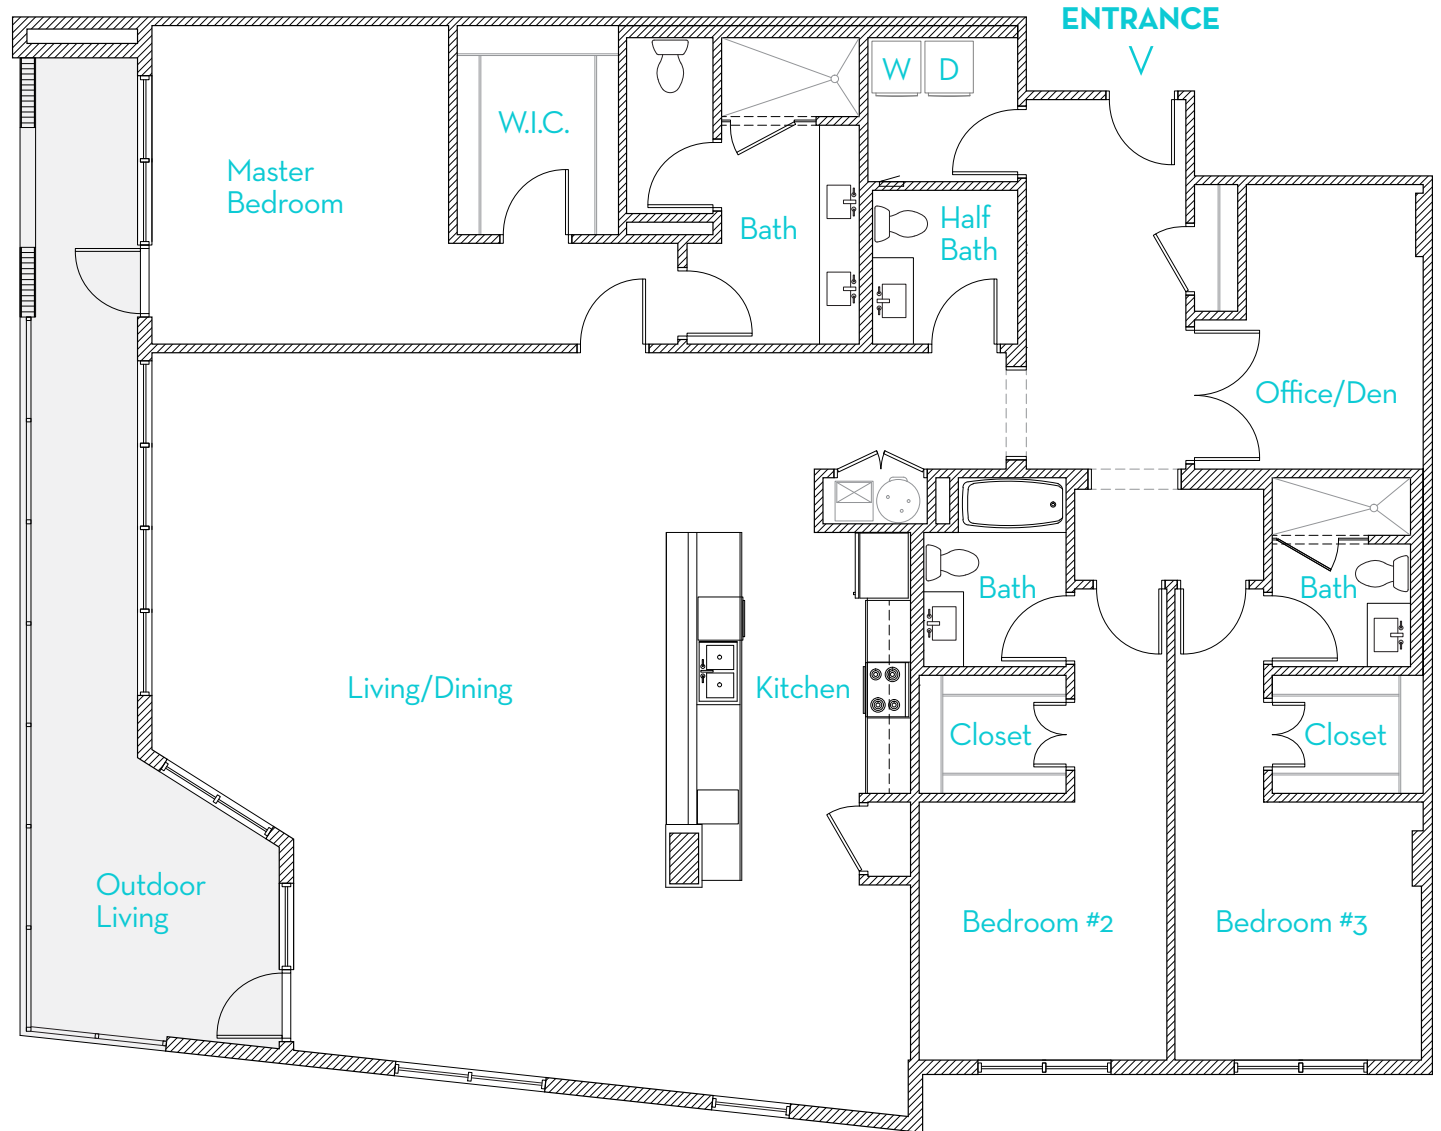 ENTRANCE
V
W D
W.I.C.
Master
Bedroom
Bath
Half
Bath
Office/Den
Bath
Bath
Living/Dining
Kitchen
Closet
Closet
Outdoor
Living
Bedroom #2
Bedroom #3